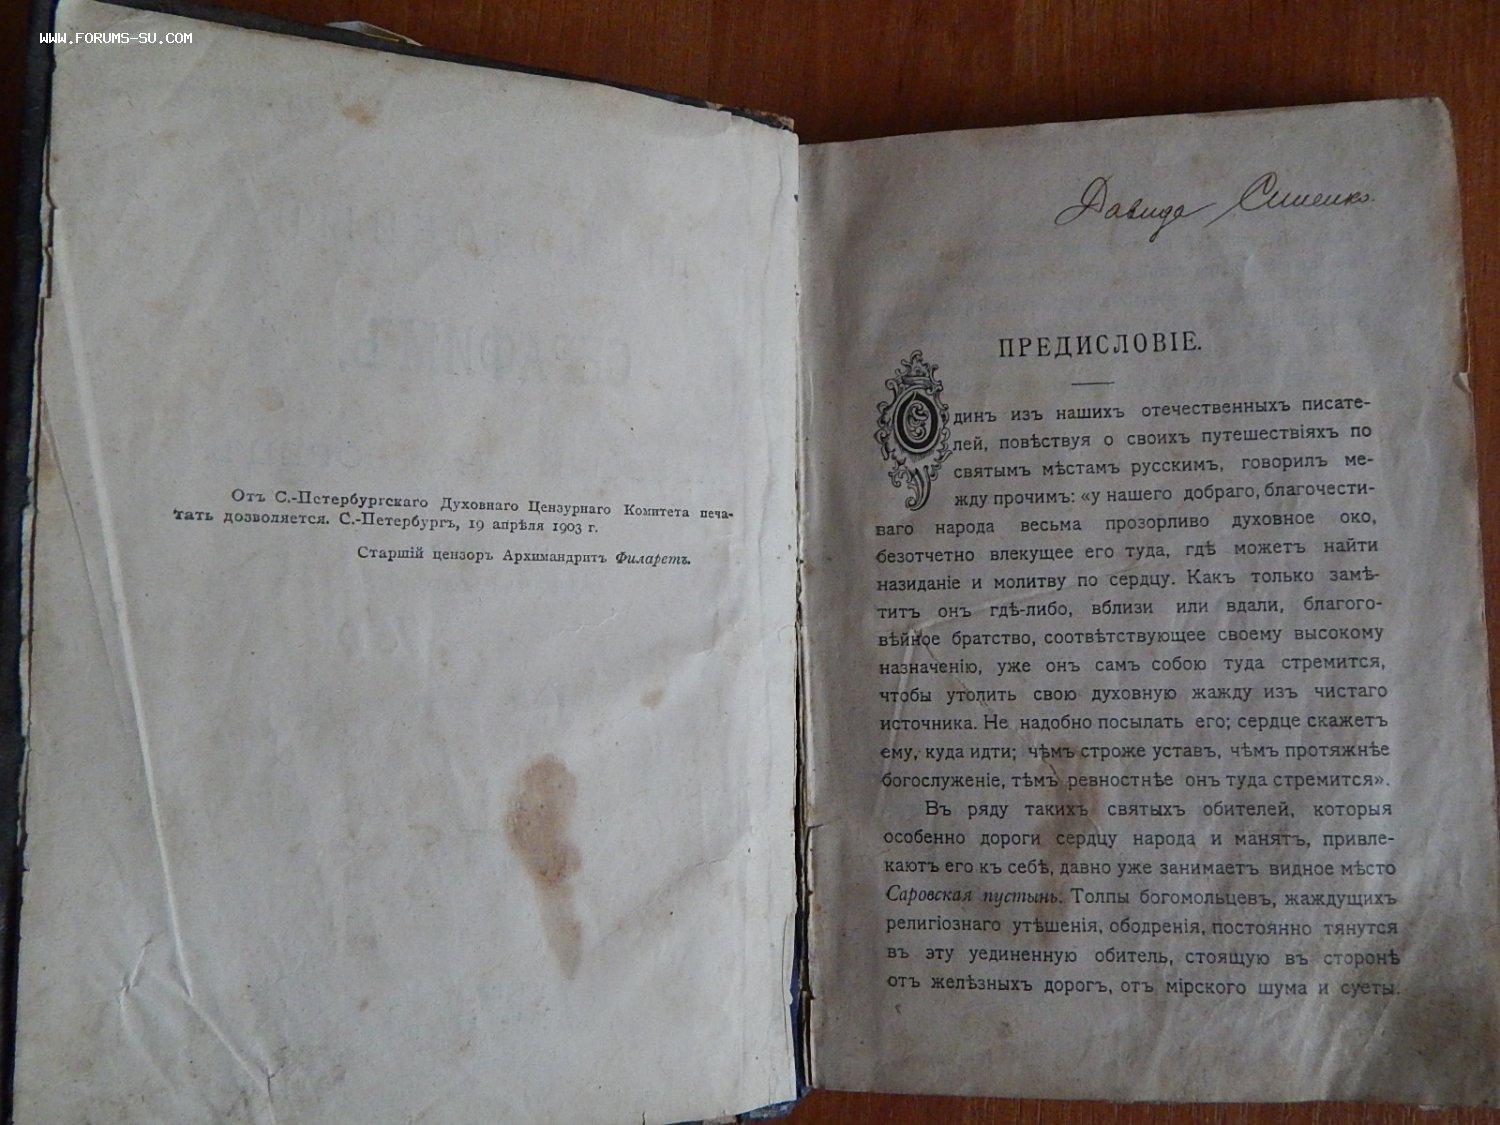 www.forums-su.com
Отъ С.-Петербургскаго Духовнаго Цензурнаго Комитета печа-
тать дозволяется. С.-Петербургъ, 19 апрѣля 1903 г.
Старшій цензоръ Архимандритъ Филаретъ.
Давида
ПРЕДИСЛОВІЕ.
Одинъ изъ нашихъ отечественныхъ писате-
лей, повѣствуя о своихъ путешествіяхъ по
святымъ мѣстамъ русскимъ, говорилъ ме-
жду прочимъ: «у нашего добраго, благочести-
ваго народа весьма прозорливо духовное око,
безотчетно влекущее его туда, гдѣ можетъ найти
назиданіе и молитву по сердцу. Какъ только замѣ-
титъ онъ гдѣ-либо, вблизи или вдали, благого-
вѣйное братство, соотвѣтствующее своему высокому
назначенію, уже онъ самъ собою туда стремится,
чтобы утолить свою духовную жажду изъ чистаго
источника. Не надобно посылать его; сердце скажетъ
ему, куда идти; чѣмъ строже уставъ, чѣмъ протяжнѣе
богослуженіе, тѣмъ ревностнѣе онъ туда стремится».
Въ ряду такихъ святыхъ обителей, которыя
особенно дороги сердцу народа и манятъ, привле-
каютъ его къ себѣ, давно уже занимаетъ видное мѣсто
Саровская пустынь. Толпы богомольцевъ, жаждущихъ
религіознаго утѣшенія, ободренія, постоянно тянутся
въ эту уединенную обитель, стоящую въ сторонѣ
отъ желѣзныхъ дорогъ, отъ мірского шума и суеты.